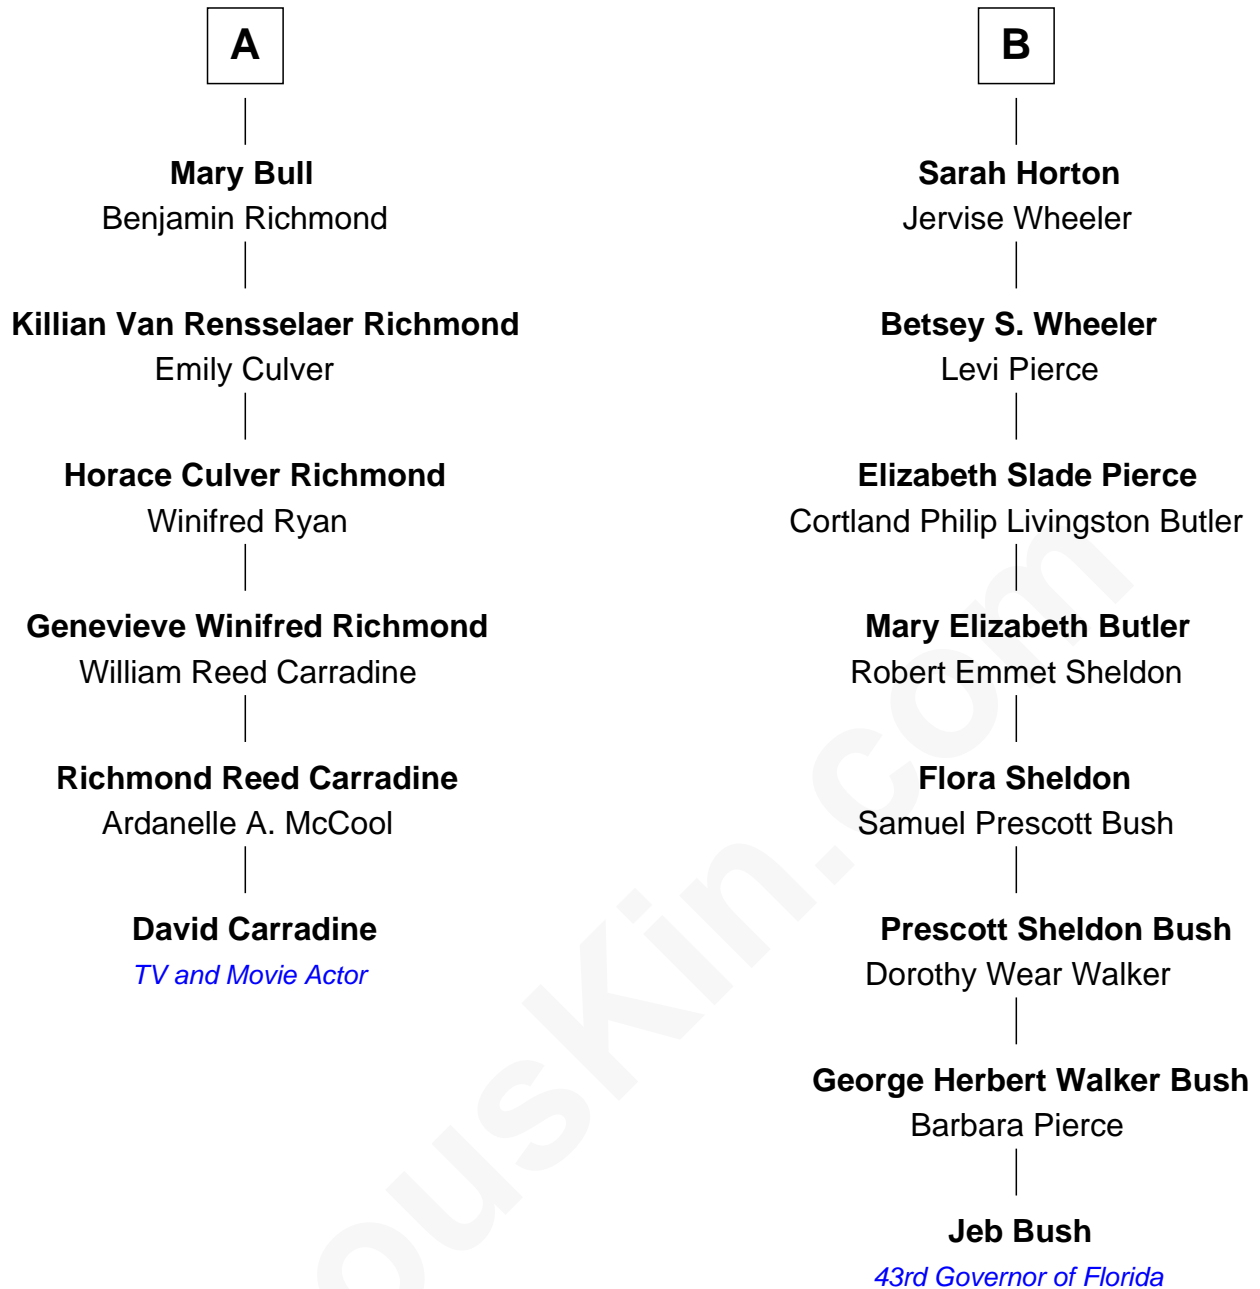 A
Mary Bull
Benjamin Richmond
Killian Van Rensselaer Richmond
Emily Culver
Horace Culver Richmond
Winifred Ryan
Genevieve Winifred Richmond
William Reed Carradine
Richmond Reed Carradine
Ardanelle A. McCool
David Carradine
TV and Movie Actor
B
Sarah Horton
Jervise Wheeler
Betsey S. Wheeler
Levi Pierce
Elizabeth Slade Pierce
Cortland Philip Livingston Butler
Mary Elizabeth Butler
Robert Emmet Sheldon
Flora Sheldon
Samuel Prescott Bush
Prescott Sheldon Bush
Dorothy Wear Walker
George Herbert Walker Bush
Barbara Pierce
Jeb Bush
43rd Governor of Florida
ousKin.com